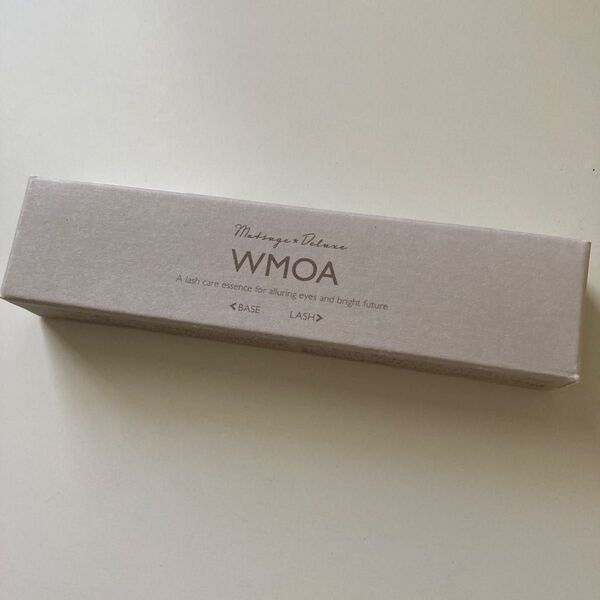 Matsuge★Deluxe
WMOA
A lash care essence for alluring eyes and bright future
<BASE LASH>